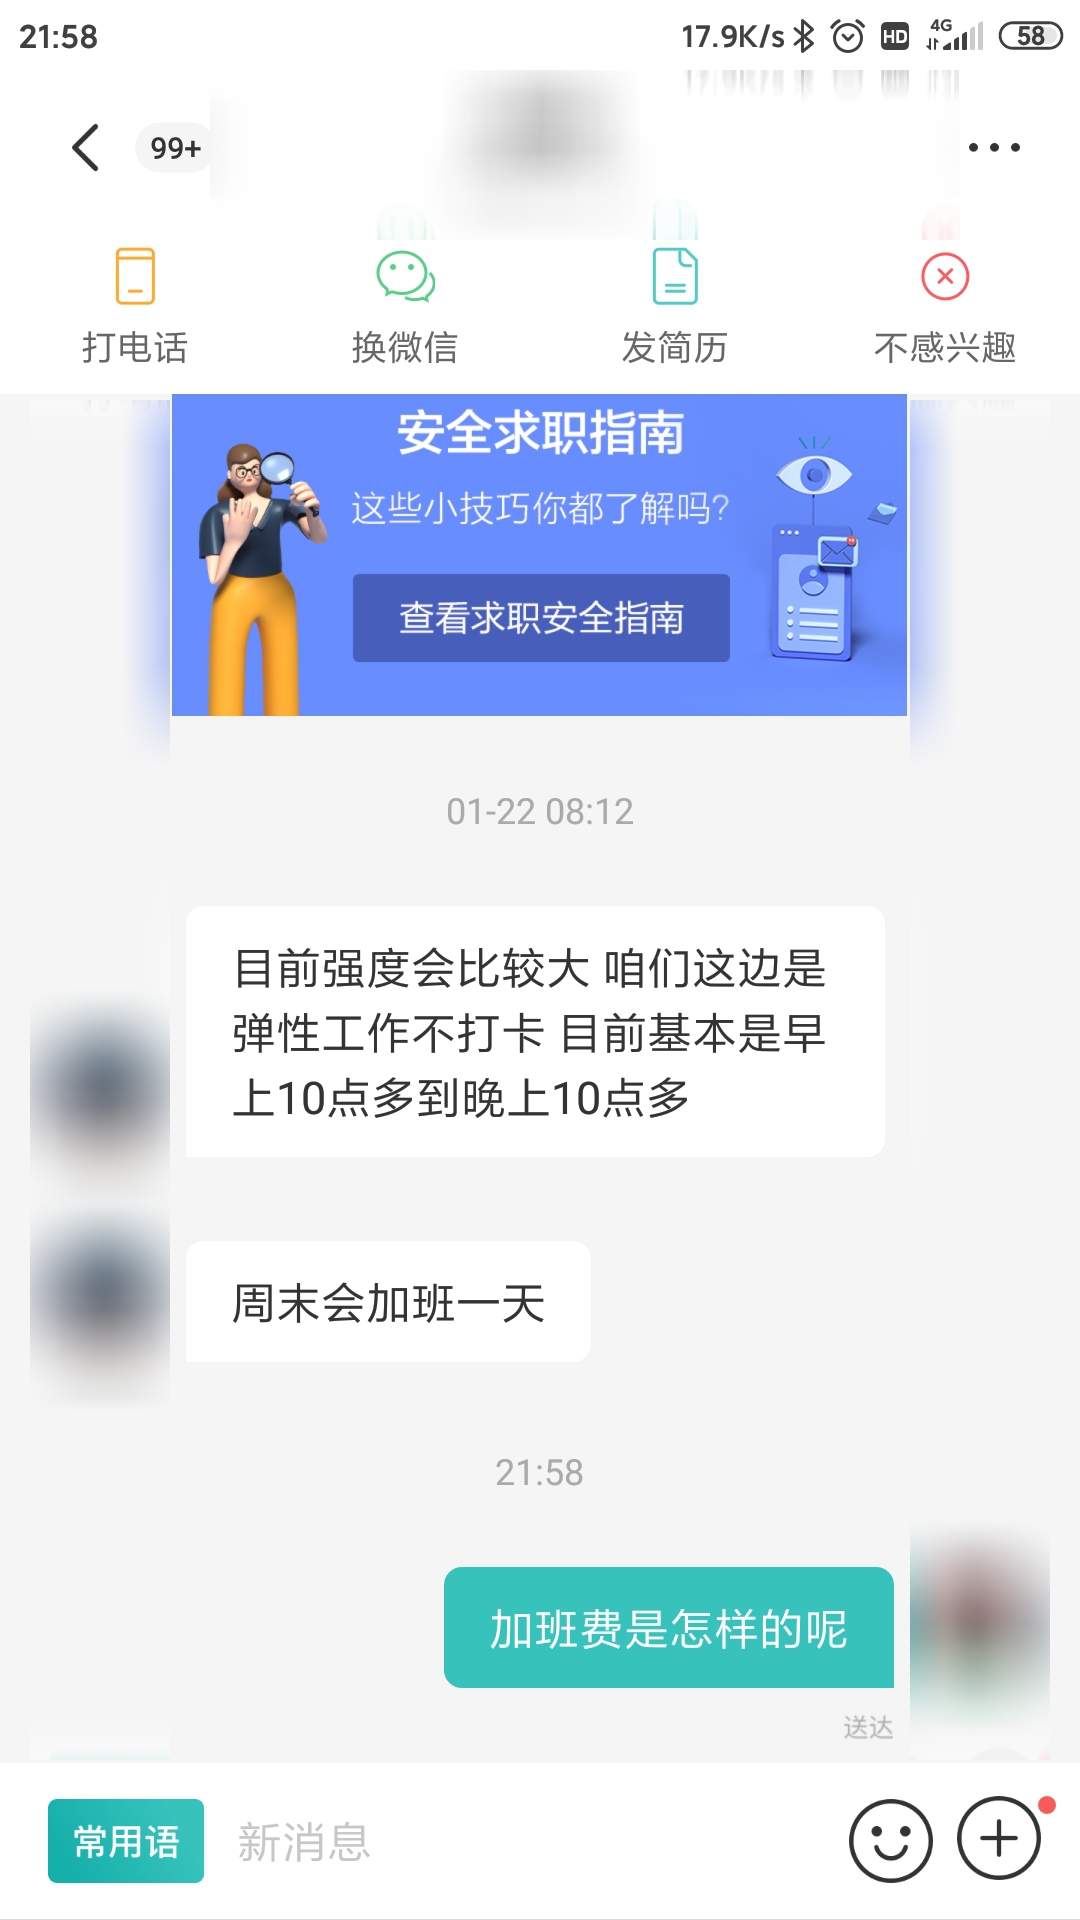 21:58
17.9K/s
HD
4G
58
99+
打电话
换微信
发简历
不感兴趣
安全求职指南
这些小技巧你都了解吗?
查看求职安全指南
01-22 08:12
目前强度会比较大 咱们这边是
弹性工作不打卡 目前基本是早
上10点多到晚上10点多
周末会加班一天
21:58
加班费是怎样的呢
送达
常用语
新消息